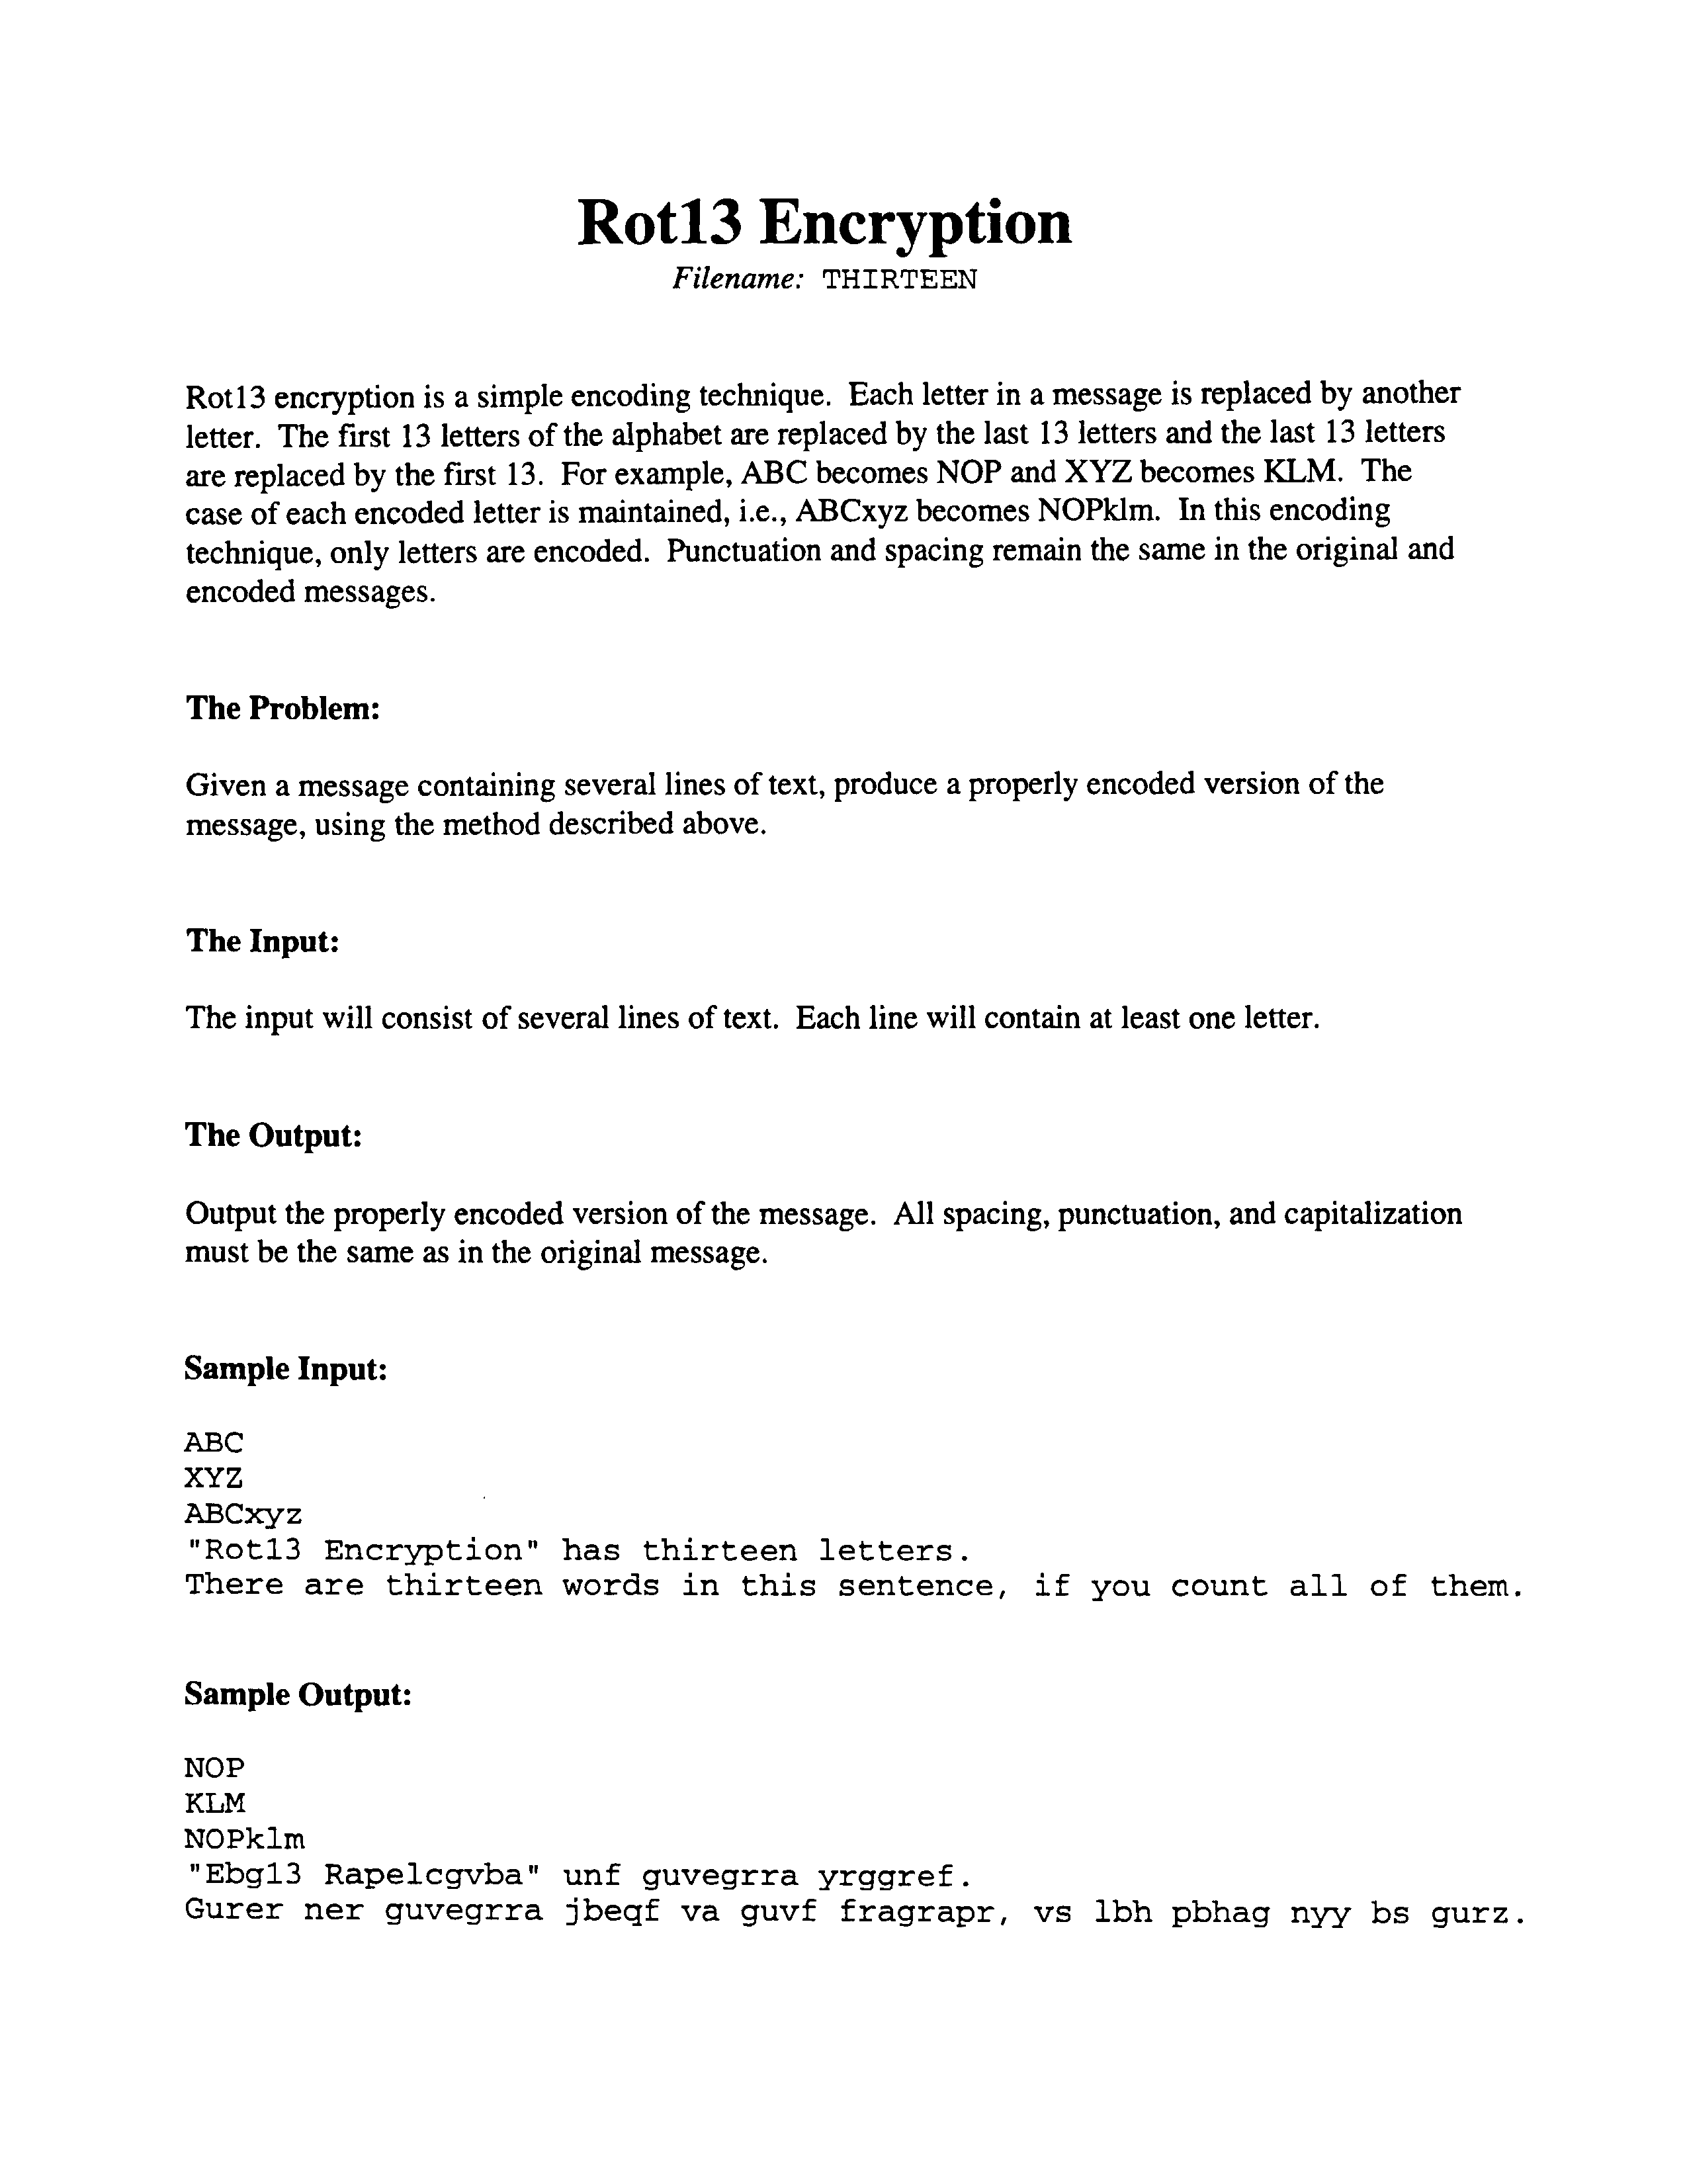 Rot13 Encryption
Filename: THIRTEEN
Rot13 encryption is a simple encoding technique. Each letter in a message is replaced by another
letter. The first 13 letters of the alphabet are replaced by the last 13 letters and the last 13 letters
are replaced by the first 13. For example, ABC becomes NOP and XYZ becomes KLM. The
case of each encoded letter is maintained, i.e., ABCxyz becomes NOPklm. In this encoding
technique, only letters are encoded. Punctuation and spacing remain the same in the original and
encoded messages.
The Problem:
Given a message containing several lines of text, produce a properly encoded version of the
message, using the method described above.
The Input:
The input will consist of several lines of text. Each line will contain at least one letter.
The Output:
Output the properly encoded version of the message. All spacing, punctuation, and capitalization
must be the same as in the original message.
Sample Input:
ABC
XYZ
ABCxyz
"Rot13 Encryption" has thirteen letters.
There are thirteen words in this sentence, if you count all of them.
Sample Output:
NOP
KLM
NOPklm
"Ebg13 Rapelcgvba" unf guvegrra yrggref.
Gurer ner guvegrra jbeqf va guvf fragrapr, vs lbh pbhag nyy bs gurz.